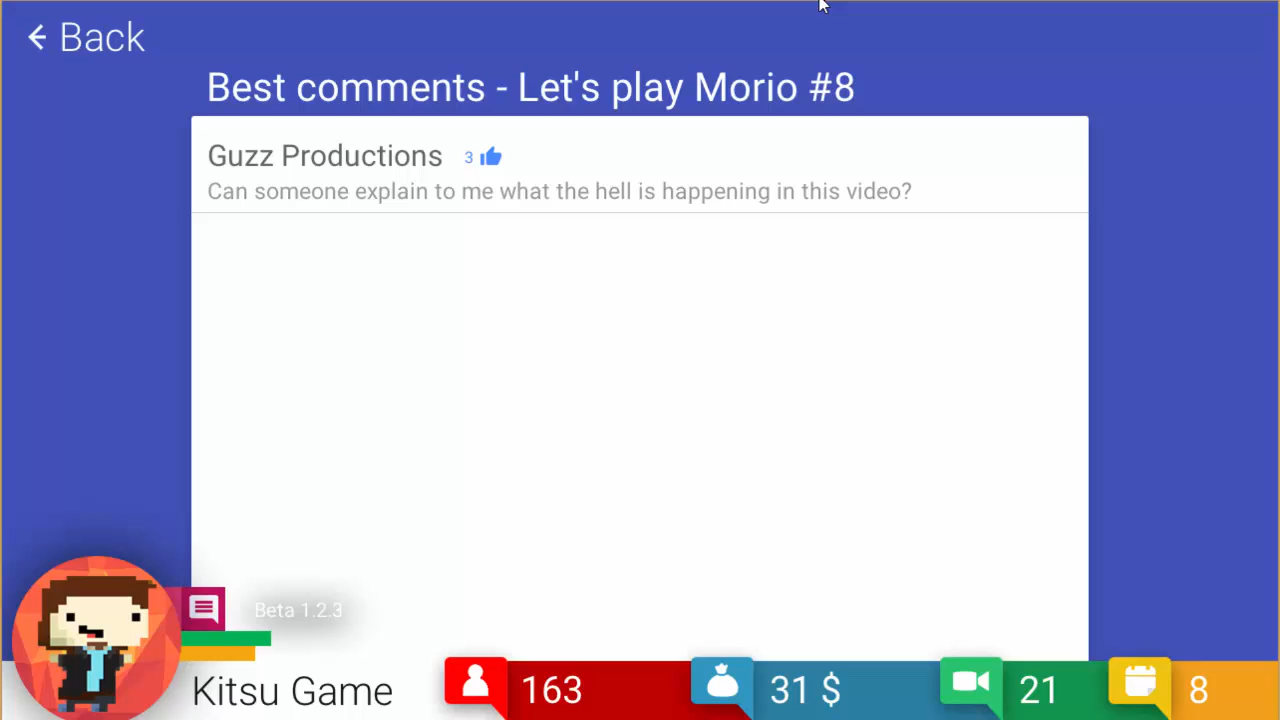 Back
Best comments - Let's play Morio #8
Guzz Productions 3
Can someone explain to me what the hell is happening in this video?
Beta 1.2.3
Kitsu Game 163 31 $ 21 8